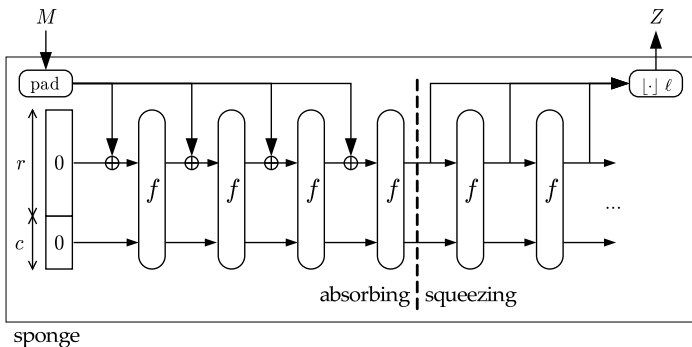 M Z
pad ⌊·⌋ ℓ
r 0 f f f f f f
...
c 0
absorbing squeezing
sponge